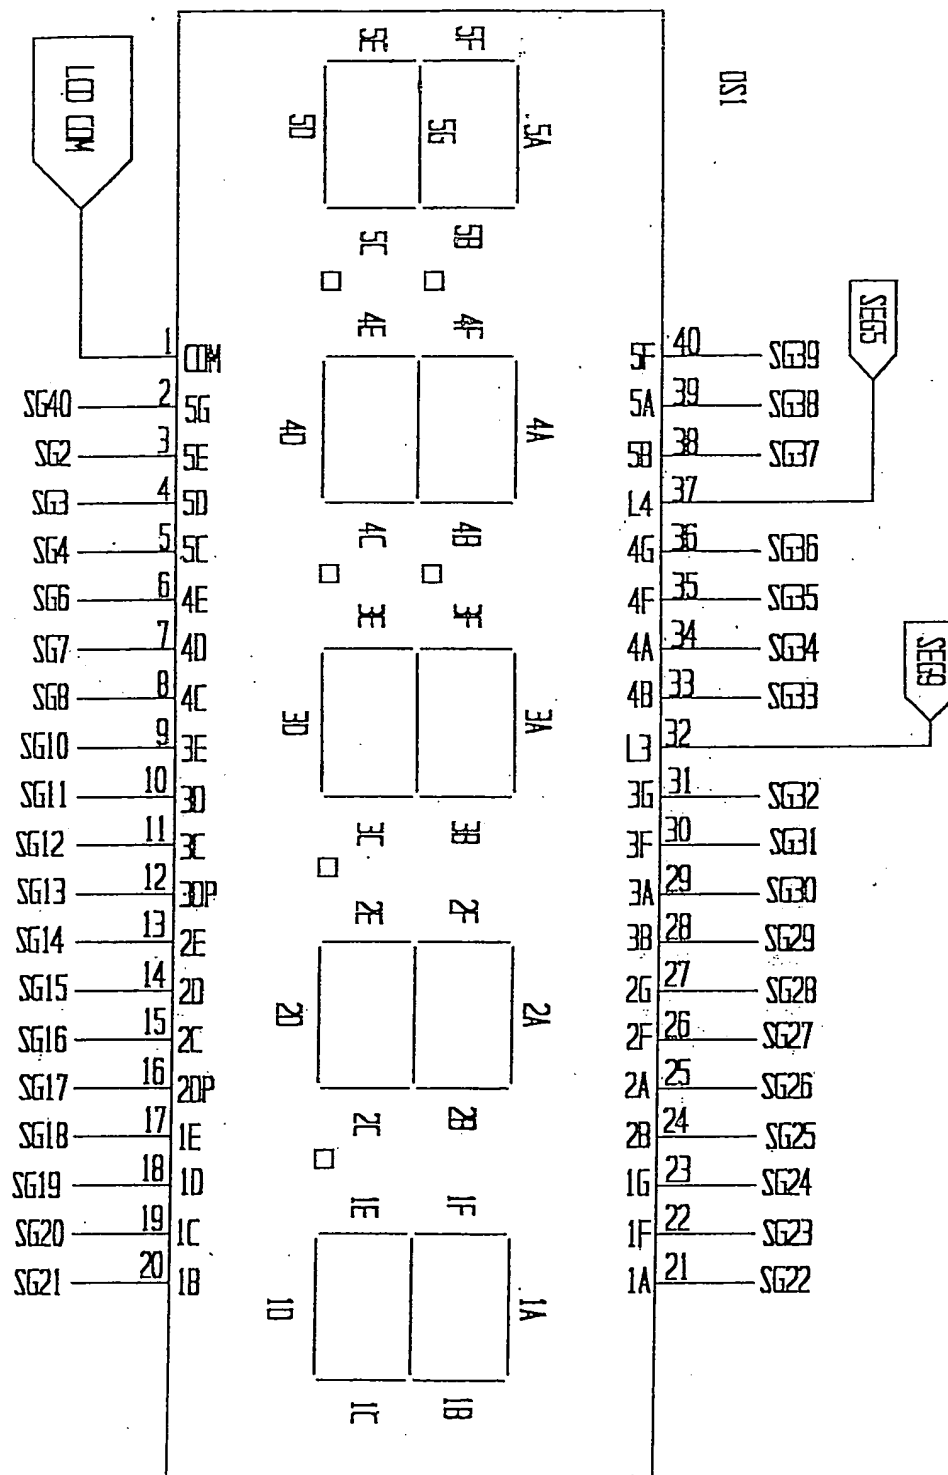 DS1
LCD COM
SEG5
SEG9
5E 5F
5D 5G 5A
5C 5B
4E 4F
4D 4A
4C 4B
3E 3F
3D 3A
3C 3B
2E 2F
2D 2A
2C 2B
1E 1F
1D 1A
1C 1B
1 COM
SG40 2 5G
SG2 3 5E
SG3 4 5D
SG4 5 5C
SG6 6 4E
SG7 7 4D
SG8 8 4C
SG10 9 3E
SG11 10 3D
SG12 11 3C
SG13 12 3DP
SG14 13 2E
SG15 14 2D
SG16 15 2C
SG17 16 2DP
SG18 17 1E
SG19 18 1D
SG20 19 1C
SG21 20 1B
5F 40 SG39
5A 39 SG38
5B 38 SG37
L4 37
4G 36 SG36
4F 35 SG35
4A 34 SG34
4B 33 SG33
L3 32
3G 31 SG32
3F 30 SG31
3A 29 SG30
3B 28 SG29
2G 27 SG28
2F 26 SG27
2A 25 SG26
2B 24 SG25
1G 23 SG24
1F 22 SG23
1A 21 SG22